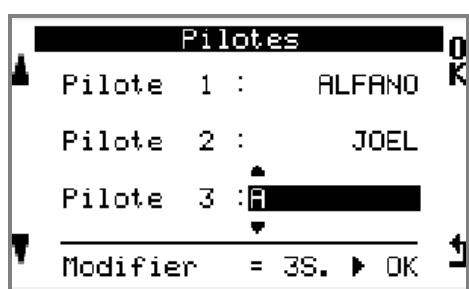 Pilotes
OK
Pilote 1 : ALFANO
Pilote 2 : JOEL
Pilote 3 : A
Modifier = 3S. ▶ OK